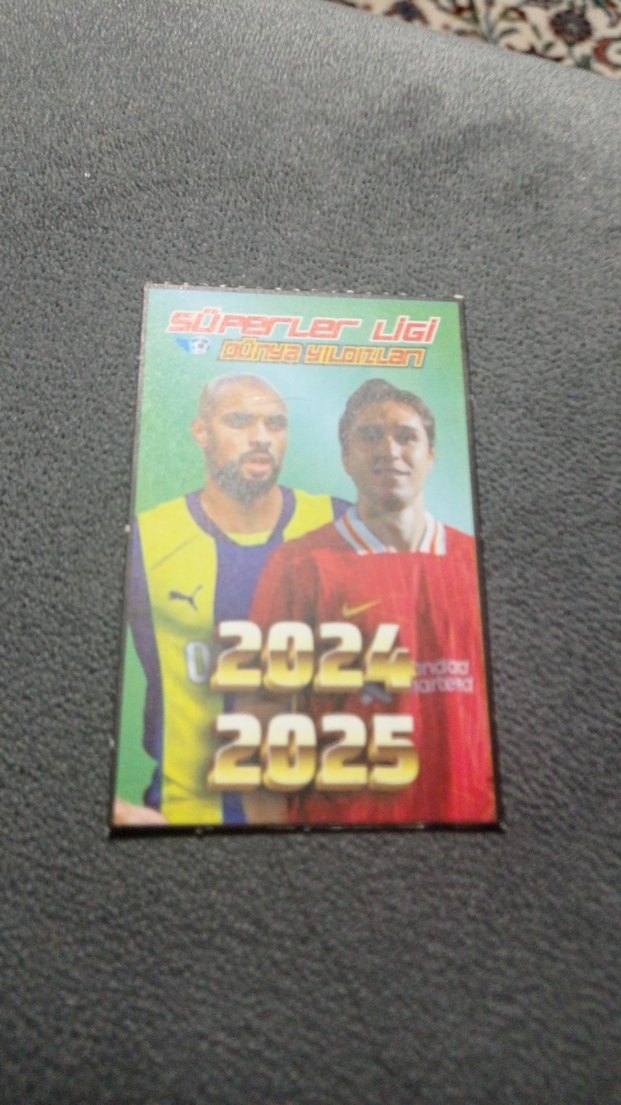 SÜPERLER LİGİ
DÜNYA YILDIZLARI
2024
2025